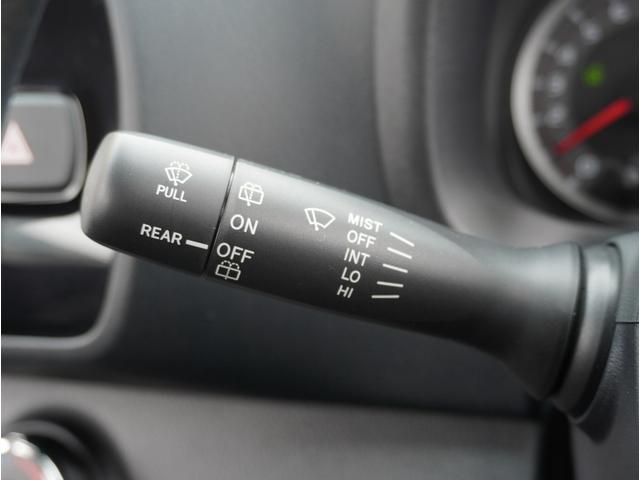 PULL
REAR
ON
OFF
MIST
OFF
INT
LO
HI